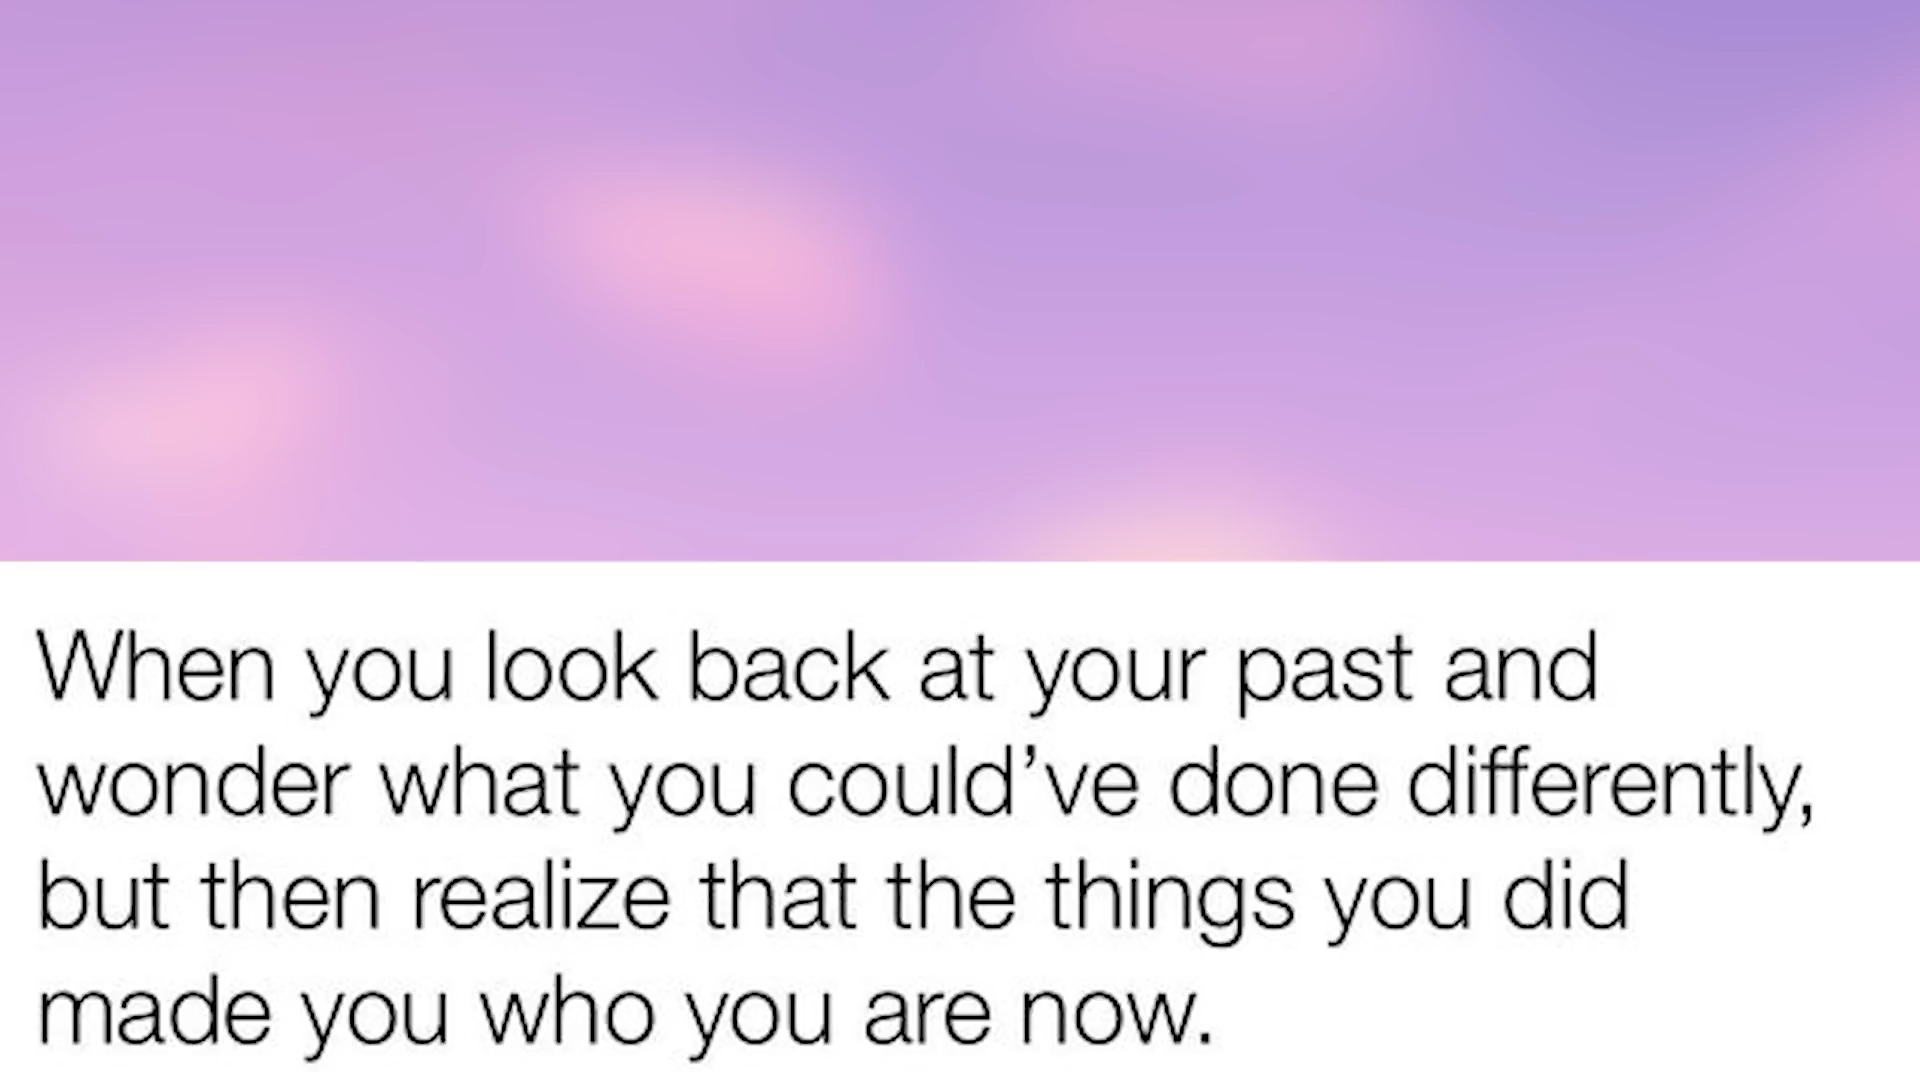 When you look back at your past and
wonder what you could’ve done differently,
but then realize that the things you did
made you who you are now.